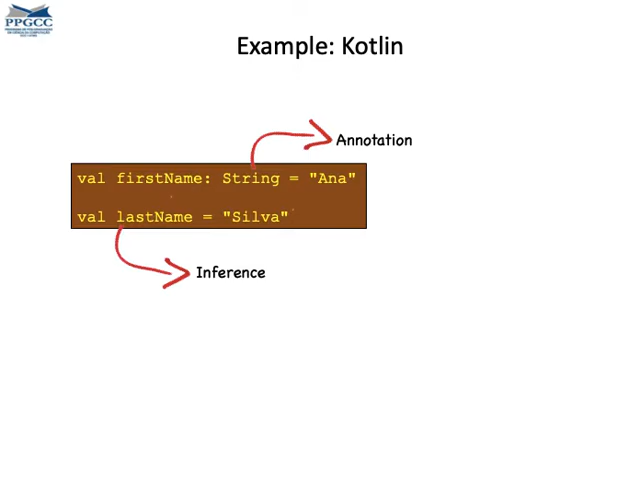 PPGCC
Example: Kotlin
Annotation
val firstName: String = "Ana"
val lastName = "Silva"
Inference